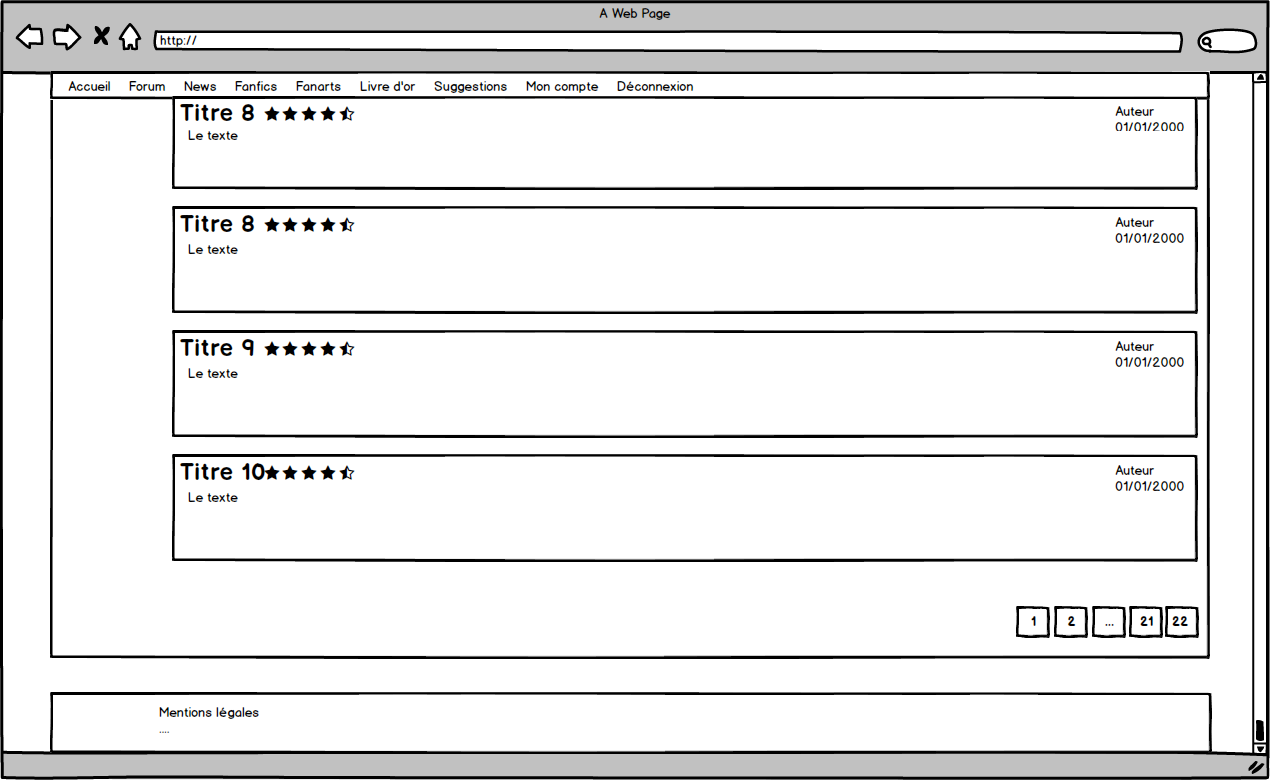 A Web Page
http://
Accueil Forum News Fanfics Fanarts Livre d'or Suggestions Mon compte Déconnexion
Titre 8
Auteur
01/01/2000
Le texte
Titre 8
Auteur
01/01/2000
Le texte
Titre 9
Auteur
01/01/2000
Le texte
Titre 10
Auteur
01/01/2000
Le texte
1 2 ... 21 22
Mentions légales
....